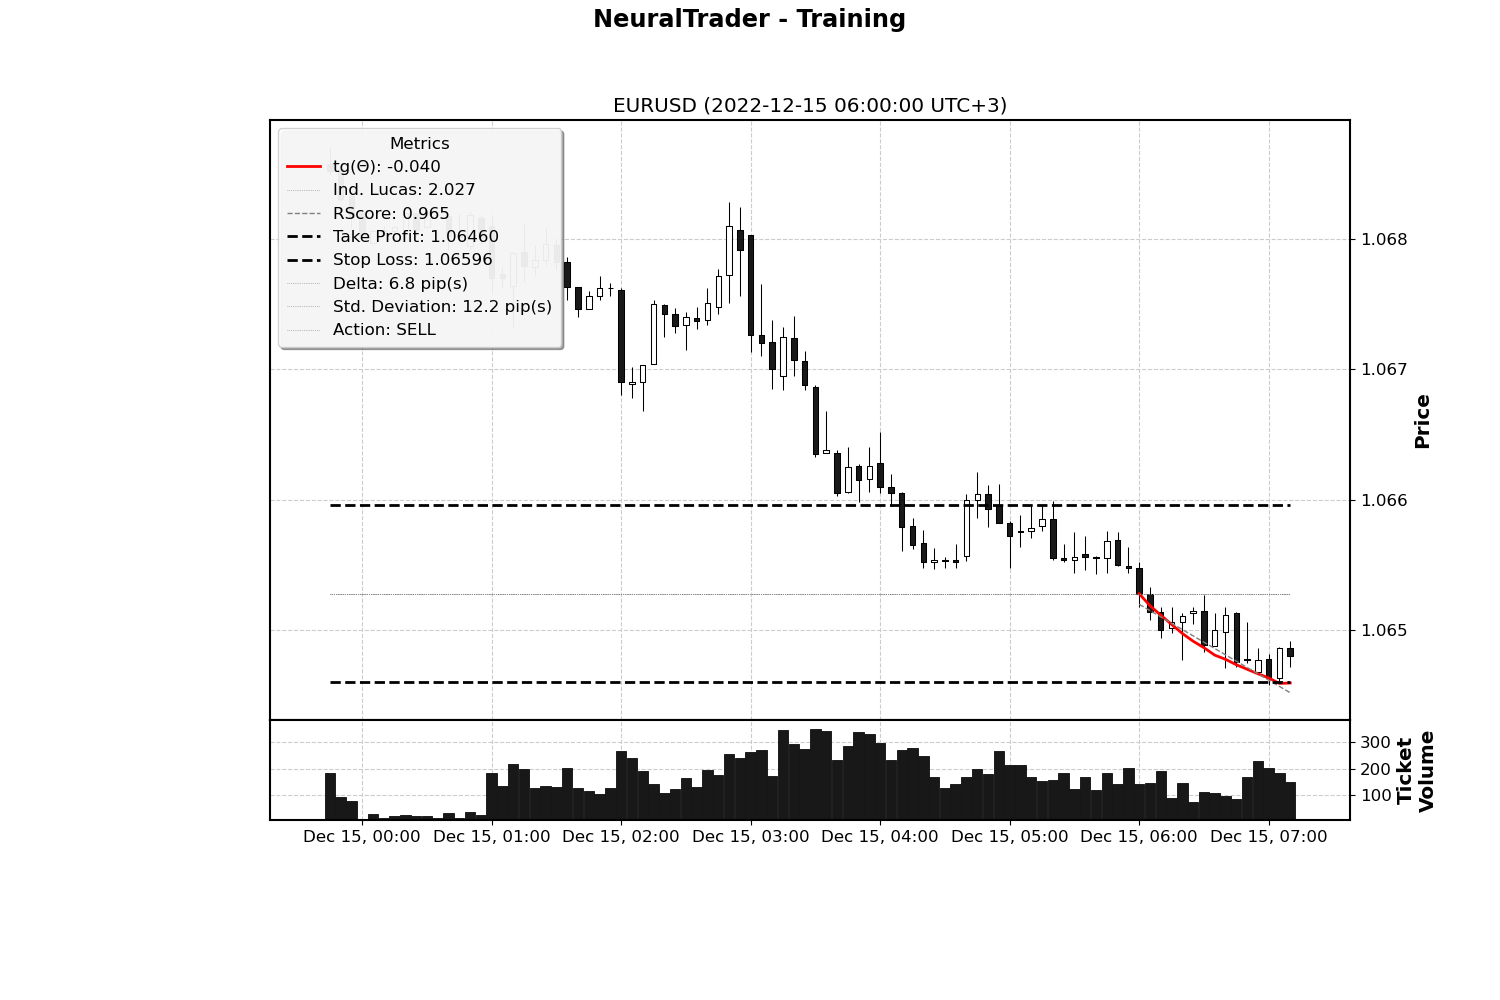 NeuralTrader - Training
EURUSD (2022-12-15 06:00:00 UTC+3)
Metrics
tg(Θ): -0.040
Ind. Lucas: 2.027
RScore: 0.965
Take Profit: 1.06460
Stop Loss: 1.06596
Delta: 6.8 pip(s)
Std. Deviation: 12.2 pip(s)
Action: SELL
1.068
1.067
1.066
1.065
Price
300
200
100
Ticket
Volume
Dec 15, 00:00 Dec 15, 01:00 Dec 15, 02:00 Dec 15, 03:00 Dec 15, 04:00 Dec 15, 05:00 Dec 15, 06:00 Dec 15, 07:00